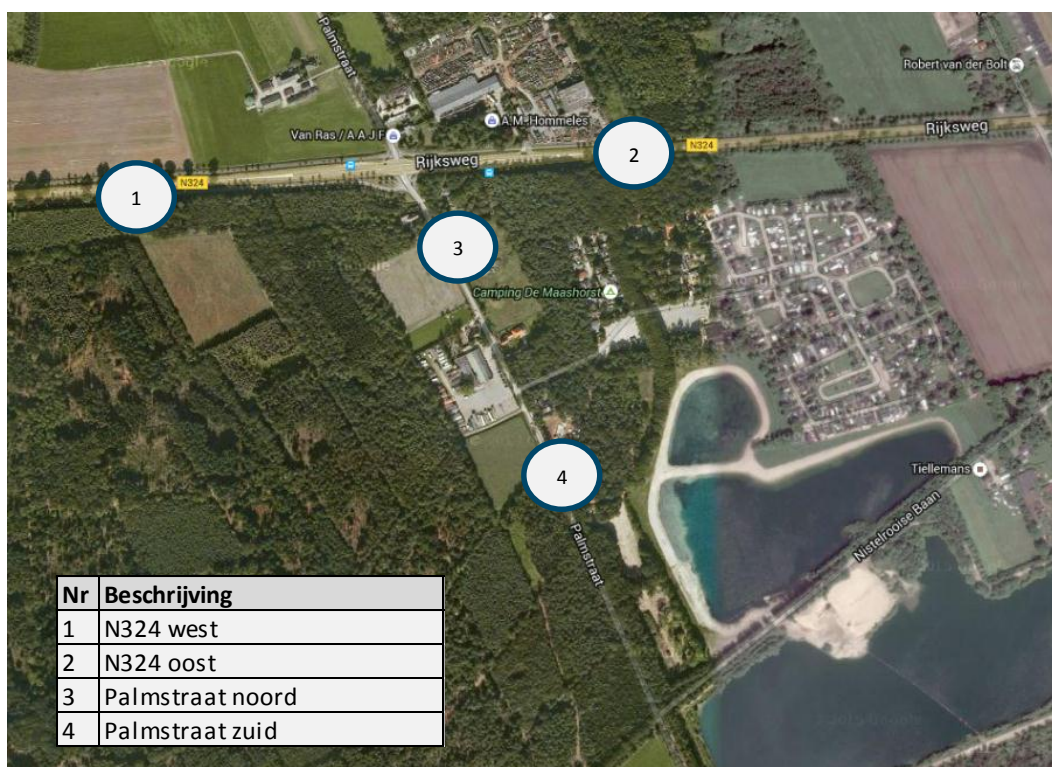 Palmstraat
Robert van der Bolt
A.M. Hommeles
Van Ras / A A J F
Rijksweg
2
N324
Rijksweg
N324
1
3
Camping De Maashorst
4
Tiellemans
Nistelrooise Baan
Palmstraat
Nr Beschrijving
1 N324 west
2 N324 oost
3 Palmstraat noord
4 Palmstraat zuid